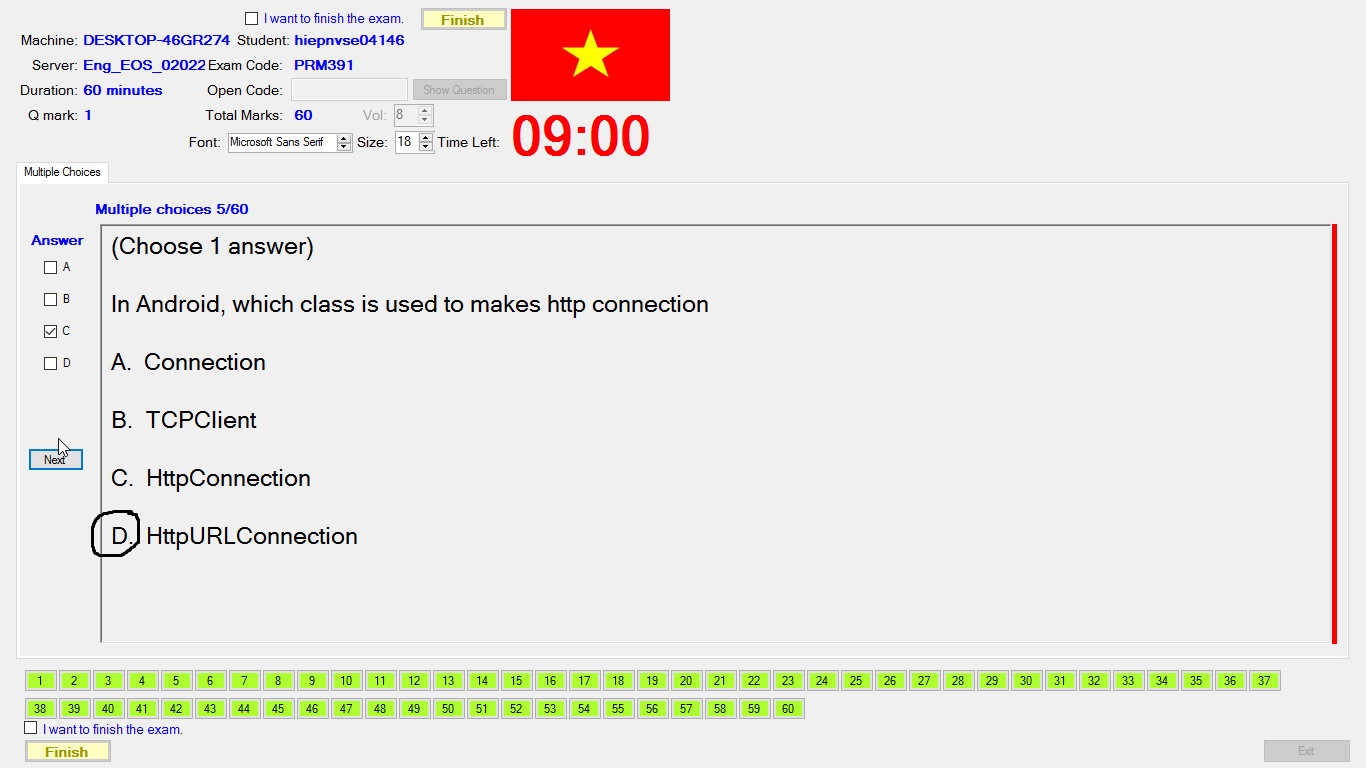 I want to finish the exam. Finish
Machine: DESKTOP-46GR274 Student: hiepnvse04146
Server: Eng_EOS_02022 Exam Code: PRM391
Duration: 60 minutes Open Code: Show Question
Q mark: 1 Total Marks: 60 Vol: 8
09:00
Font: Microsoft Sans Serif Size: 18 Time Left:
Multiple Choices
Multiple choices 5/60
Answer
A
B
C
D
Next
(Choose 1 answer)
In Android, which class is used to makes http connection
A. Connection
B. TCPClient
C. HttpConnection
D. HttpURLConnection
1 2 3 4 5 6 7 8 9 10 11 12 13 14 15 16 17 18 19 20 21 22 23 24 25 26 27 28 29 30 31 32 33 34 35 36 37
38 39 40 41 42 43 44 45 46 47 48 49 50 51 52 53 54 55 56 57 58 59 60
I want to finish the exam.
Finish Exit